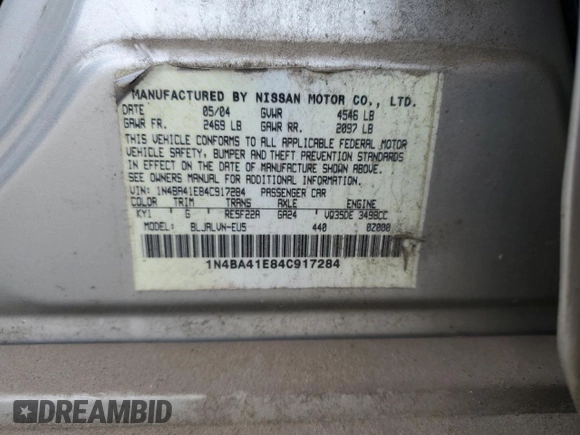 MANUFACTURED BY NISSAN MOTOR CO., LTD.
DATE 05/04 GVWR 4546 LB
GAWR FR. 2469 LB GAWR RR. 2097 LB
THIS VEHICLE CONFORMS TO ALL APPLICABLE FEDERAL MOTOR
VEHICLE SAFETY, BUMPER AND THEFT PREVENTION STANDARDS
IN EFFECT ON THE DATE OF MANUFACTURE SHOWN ABOVE.
SEE OWNERS MANUAL FOR ADDITIONAL INFORMATION.
VIN: 1N4BA41E84C917284 PASSENGER CAR
COLOR TRIM TRANS AXLE ENGINE
KY1 G RE5F22A GA24 VQ35DE 3498CC
MODEL: BLJALVN-EU5 440 02000
1N4BA41E84C917284
DREAMBID